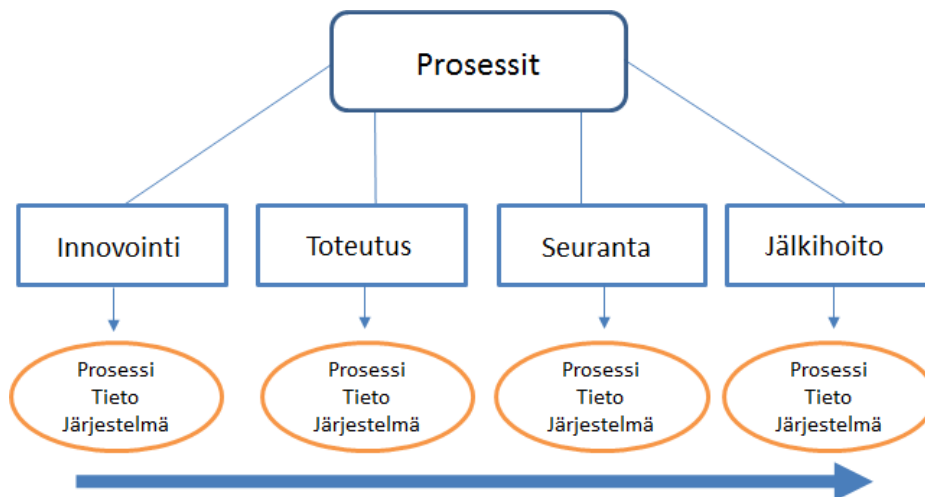 Prosessit
Innovointi
Toteutus
Seuranta
Jälkihoito
Prosessi
Tieto
Järjestelmä
Prosessi
Tieto
Järjestelmä
Prosessi
Tieto
Järjestelmä
Prosessi
Tieto
Järjestelmä